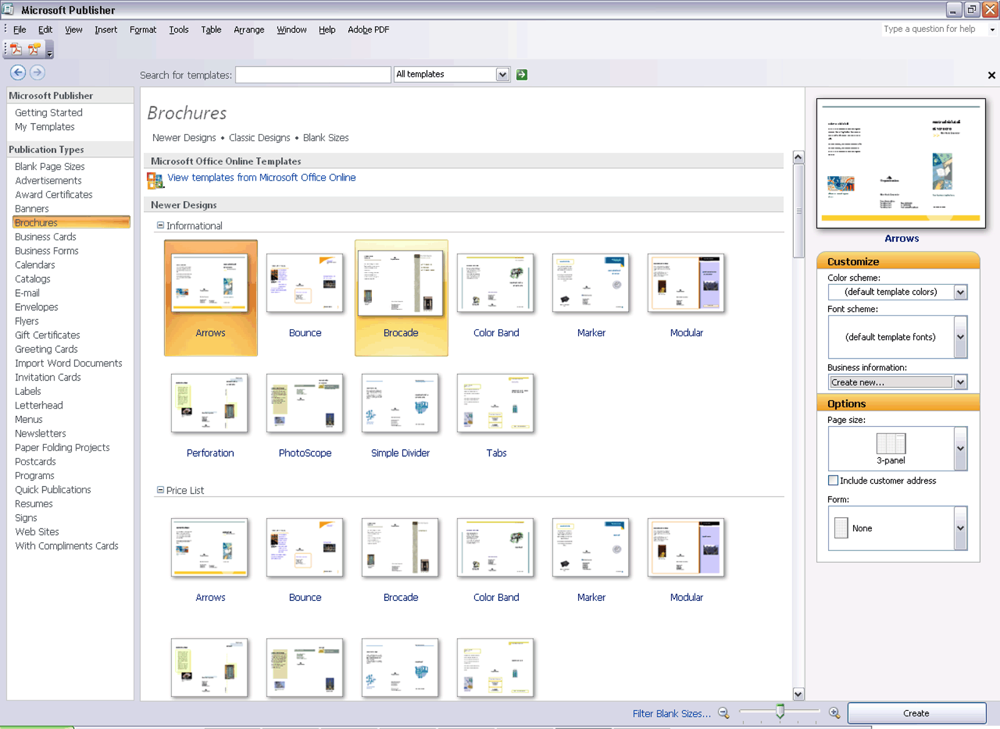 Microsoft Publisher
File Edit View Insert Format Tools Table Arrange Window Help Adobe PDF
Type a question for help
Search for templates:
All templates
Microsoft Publisher
Getting Started
My Templates
Publication Types
Blank Page Sizes
Advertisements
Award Certificates
Banners
Brochures
Business Cards
Business Forms
Calendars
Catalogs
E-mail
Envelopes
Flyers
Gift Certificates
Greeting Cards
Import Word Documents
Invitation Cards
Labels
Letterhead
Menus
Newsletters
Paper Folding Projects
Postcards
Programs
Quick Publications
Resumes
Signs
Web Sites
With Compliments Cards
Brochures
Newer Designs • Classic Designs • Blank Sizes
Microsoft Office Online Templates
View templates from Microsoft Office Online
Newer Designs
Informational
Arrows Bounce Brocade Color Band Marker Modular
Perforation PhotoScope Simple Divider Tabs
Price List
Arrows Bounce Brocade Color Band Marker Modular
Arrows
Customize
Color scheme:
(default template colors)
Font scheme:
(default template fonts)
Business information:
Create new...
Options
Page size:
3-panel
Include customer address
Form:
None
Filter Blank Sizes...
Create